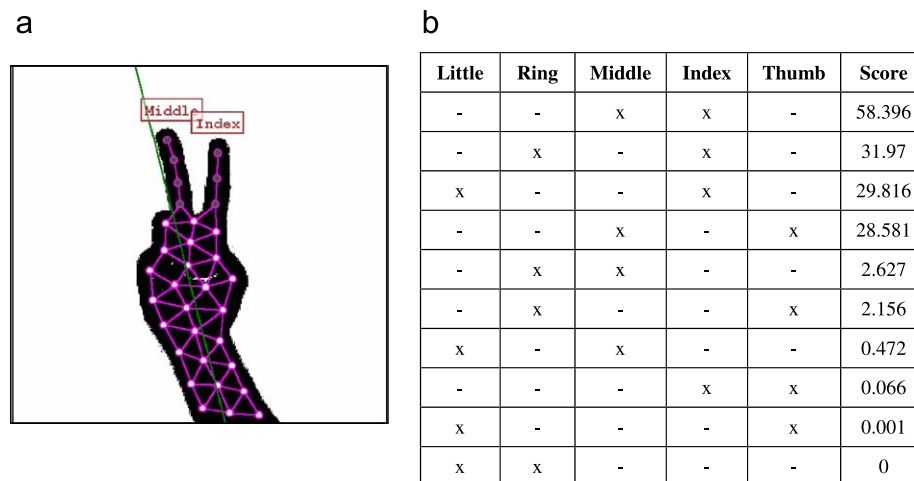 a
b
Middle
Index
Little Ring Middle Index Thumb Score
- - x x - 58.396
- x - x - 31.97
x - - x - 29.816
- - x - x 28.581
- x x - - 2.627
- x - - x 2.156
x - x - - 0.472
- - - x x 0.066
x - - - x 0.001
x x - - - 0